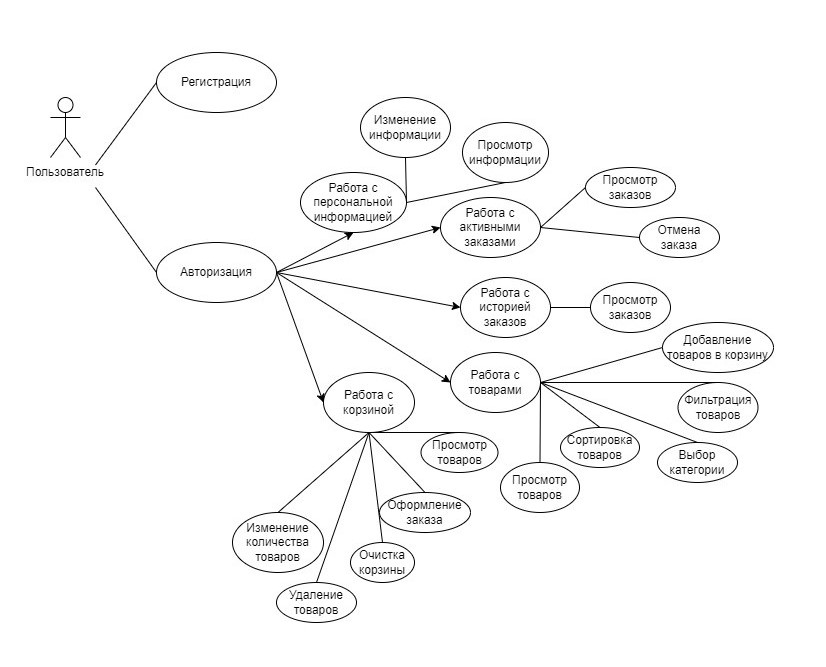 Регистрация
Пользователь
Авторизация
Изменение
информации
Просмотр
информации
Работа с
персональной
информацией
Работа с
активными
заказами
Просмотр
заказов
Отмена
заказа
Работа с
историей
заказов
Просмотр
заказов
Работа с
товарами
Добавление
товаров в корзину
Фильтрация
товаров
Выбор
категории
Сортировка
товаров
Просмотр
товаров
Работа с
корзиной
Просмотр
товаров
Оформление
заказа
Очистка
корзины
Удаление
товаров
Изменение
количества
товаров